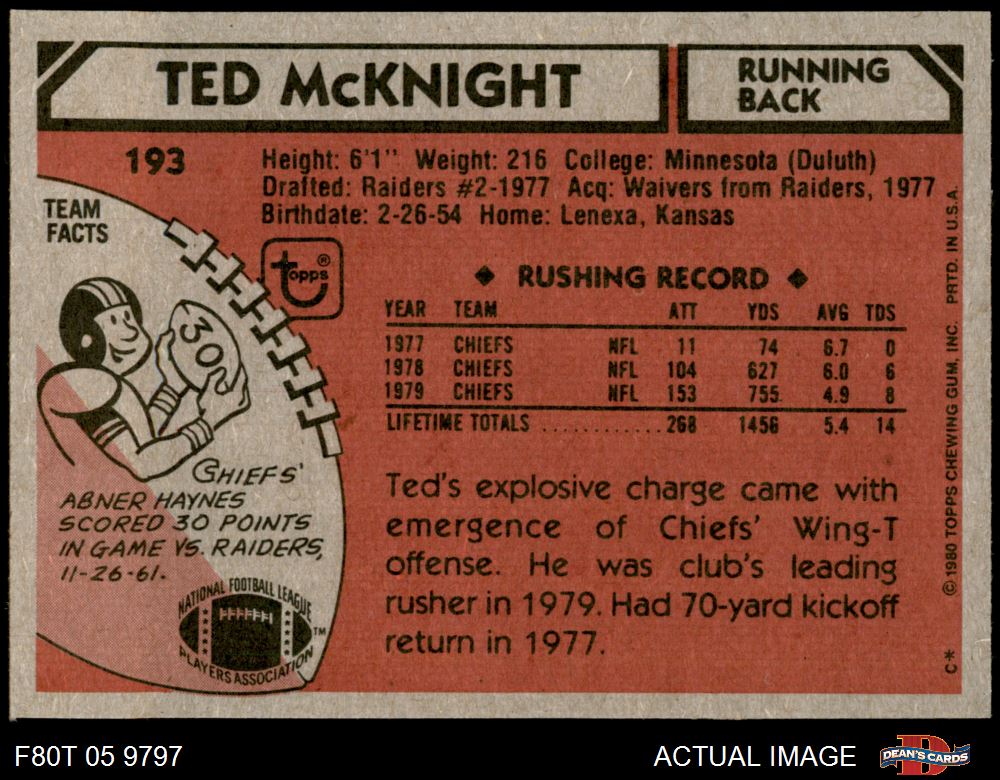 TED McKNIGHT
RUNNING
BACK
193
Height: 6'1" Weight: 216 College: Minnesota (Duluth)
Drafted: Raiders #2-1977 Acq: Waivers from Raiders, 1977
Birthdate: 2-26-54 Home: Lenexa, Kansas
TEAM
FACTS
topps®
30
CHIEFS'
ABNER HAYNES
SCORED 30 POINTS
IN GAME VS. RAIDERS,
11-26-61.
NATIONAL FOOTBALL LEAGUE
PLAYERS ASSOCIATION
TM
◆ RUSHING RECORD ◆
YEAR TEAM ATT YDS AVG TDS
1977 CHIEFS NFL 11 74 6.7 0
1978 CHIEFS NFL 104 627 6.0 6
1979 CHIEFS NFL 153 755 4.9 8
LIFETIME TOTALS ............ 268 1456 5.4 14
Ted's explosive charge came with
emergence of Chiefs' Wing-T
offense. He was club's leading
rusher in 1979. Had 70-yard kickoff
return in 1977.
C* ©1980 TOPPS CHEWING GUM, INC. PRTD. IN U.S.A.
F80T 05 9797
ACTUAL IMAGE
DEAN'S CARDS